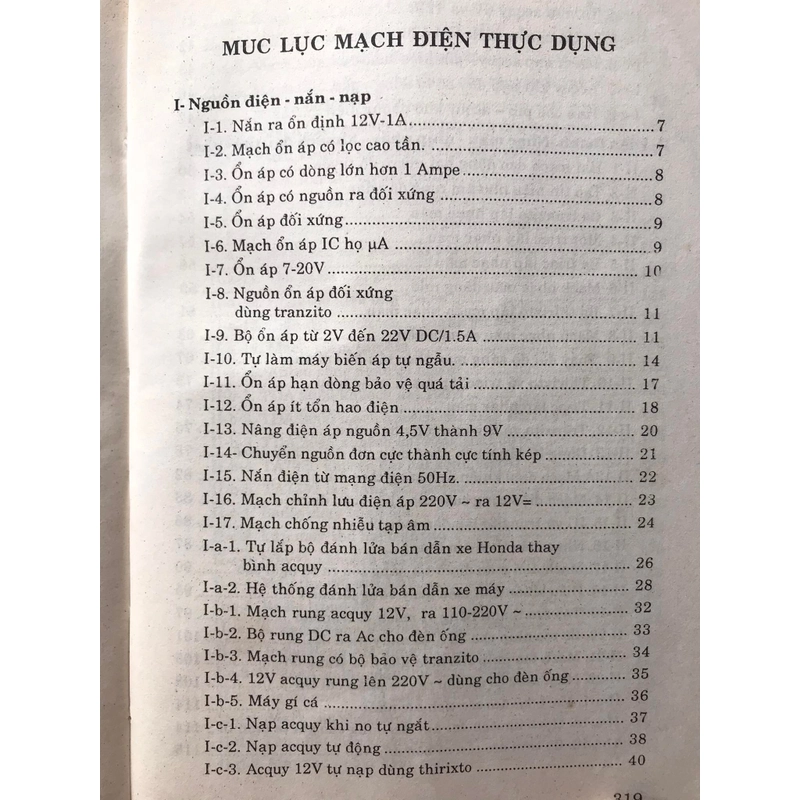 MUC LỤC MẠCH ĐIỆN THỰC DỤNG
I- Nguồn điện - nắn - nạp
I-1. Nắn ra ổn định 12V-1A.......... 7
I-2. Mạch ổn áp có lọc cao tần. .......... 7
I-3. Ổn áp có dòng lớn hơn 1 Ampe .......... 8
I-4. Ổn áp có nguồn ra đối xứng .......... 8
I-5. Ổn áp đối xứng.......... 9
I-6. Mạch ổn áp IC họ µA .......... 9
I-7. Ổn áp 7-20V .......... 10
I-8. Nguồn ổn áp đối xứng
dùng tranzito .......... 11
I-9. Bộ ổn áp từ 2V đến 22V DC/1.5A .......... 11
I-10. Tự làm máy biến áp tự ngẫu. .......... 14
I-11. Ổn áp hạn dòng bảo vệ quá tải .......... 17
I-12. Ổn áp ít tổn hao điện .......... 18
I-13. Nâng điện áp nguồn 4,5V thành 9V .......... 20
I-14- Chuyển nguồn đơn cực thành cực tính kép .......... 21
I-15. Nắn điện từ mạng điện 50Hz. .......... 22
I-16. Mạch chỉnh lưu điện áp 220V ~ ra 12V= .......... 23
I-17. Mạch chống nhiễu tạp âm .......... 24
I-a-1. Tự lắp bộ đánh lửa bán dẫn xe Honda thay
bình acquy .......... 26
I-a-2. Hệ thống đánh lửa bán dẫn xe máy .......... 28
I-b-1. Mạch rung acquy 12V, ra 110-220V ~ .......... 32
I-b-2. Bộ rung DC ra Ac cho đèn ống .......... 33
I-b-3. Mạch rung có bộ bảo vệ tranzito .......... 34
I-b-4. 12V acquy rung lên 220V ~ dùng cho đèn ống .......... 35
I-b-5. Máy gí cá .......... 36
I-c-1. Nạp acquy khi no tự ngắt .......... 37
I-c-2. Nạp acquy tự động .......... 38
I-c-3. Acquy 12V tự nạp dùng thirixto .......... 40
319